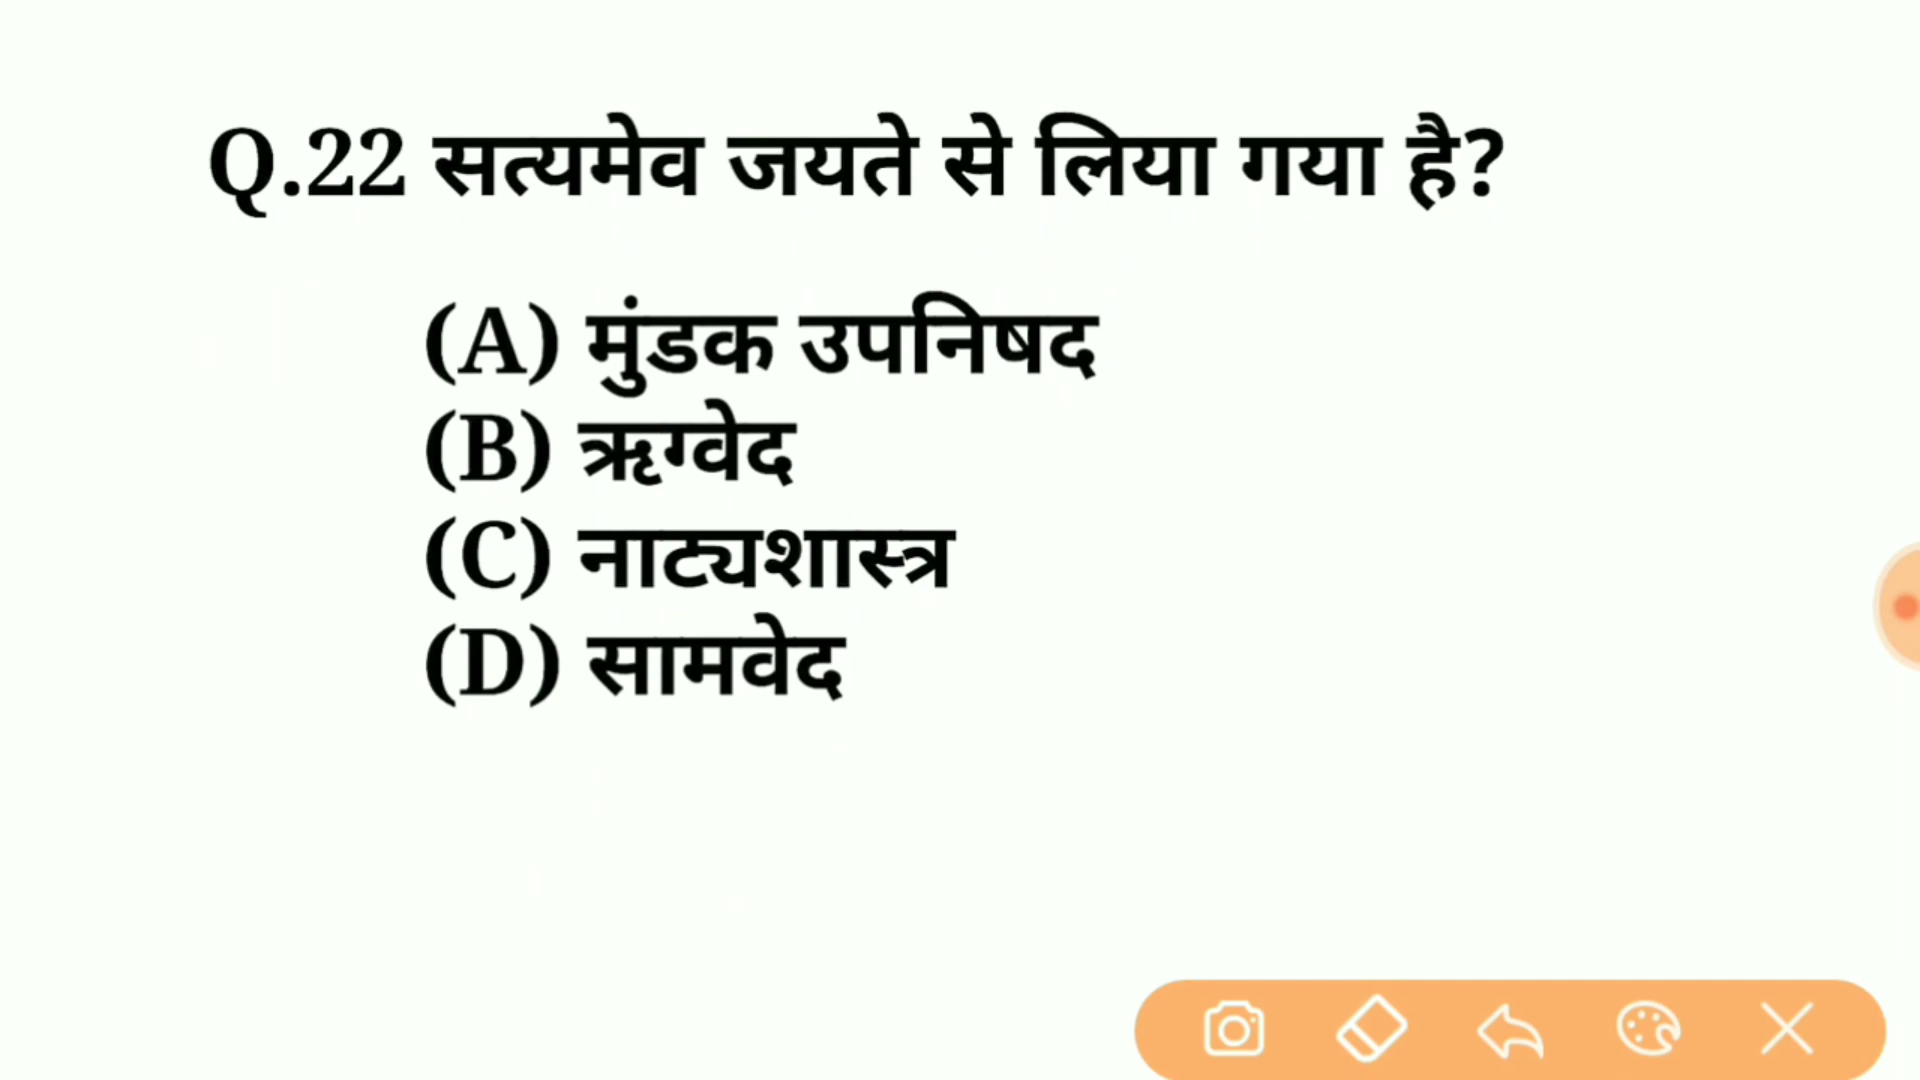 Q.22 सत्यमेव जयते से लिया गया है?
(A) मुंडक उपनिषद
(B) ऋग्वेद
(C) नाट्यशास्त्र
(D) सामवेद